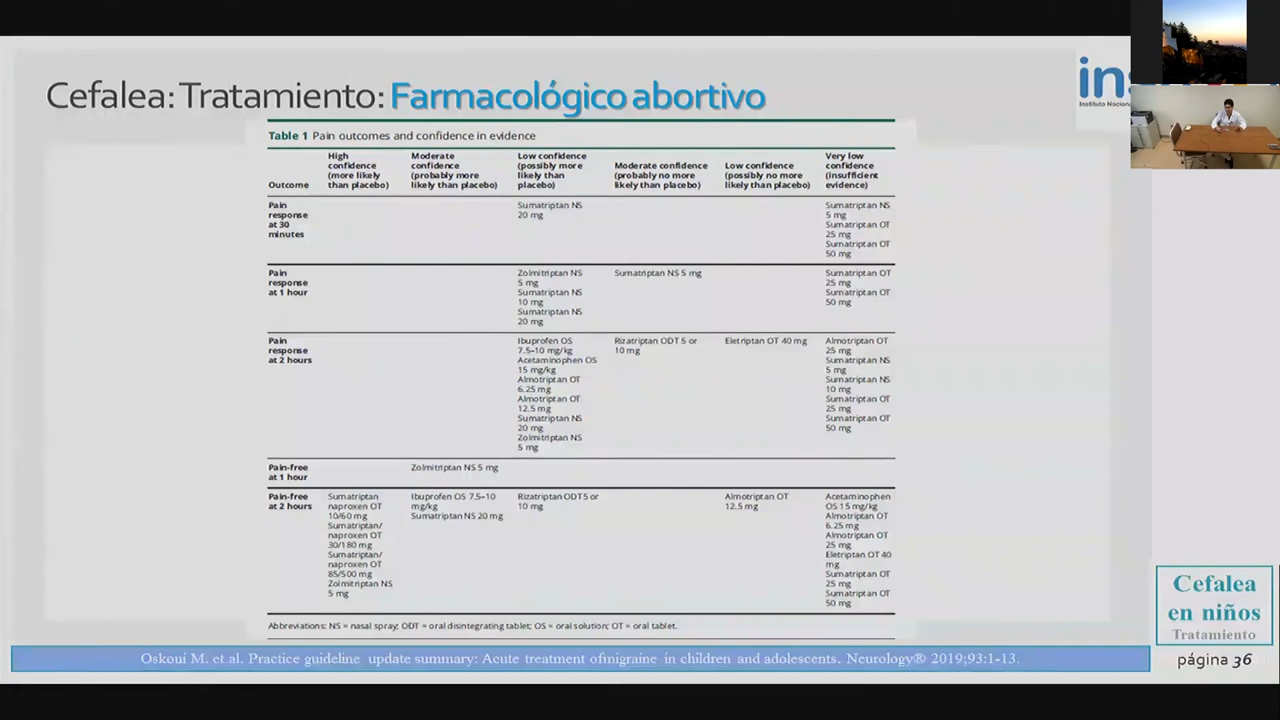 Cefalea: Tratamiento: Farmacológico abortivo
Instituto Nacional
Table 1 Pain outcomes and confidence in evidence
Outcome
High confidence (more likely than placebo)
Moderate confidence (probably more likely than placebo)
Low confidence (possibly more likely than placebo)
Moderate confidence (probably no more likely than placebo)
Low confidence (possibly no more likely than placebo)
Very low confidence (insufficient evidence)
Pain response at 30 minutes
Sumatriptan NS 20 mg
Sumatriptan NS 5 mg
Sumatriptan OT 25 mg
Sumatriptan OT 50 mg
Pain response at 1 hour
Zolmitriptan NS 5 mg
Sumatriptan NS 10 mg
Sumatriptan NS 20 mg
Sumatriptan NS 5 mg
Sumatriptan OT 25 mg
Sumatriptan OT 50 mg
Pain response at 2 hours
Ibuprofen OS 7.5–10 mg/kg
Acetaminophen OS 15 mg/kg
Almotriptan OT 6.25 mg
Almotriptan OT 12.5 mg
Sumatriptan NS 20 mg
Zolmitriptan NS 5 mg
Rizatriptan ODT 5 or 10 mg
Eletriptan OT 40 mg
Almotriptan OT 25 mg
Sumatriptan NS 5 mg
Sumatriptan NS 10 mg
Sumatriptan OT 25 mg
Sumatriptan OT 50 mg
Pain-free at 1 hour
Zolmitriptan NS 5 mg
Pain-free at 2 hours
Sumatriptan naproxen OT 10/60 mg
Sumatriptan/ naproxen OT 30/180 mg
Sumatriptan/ naproxen OT 85/500 mg
Zolmitriptan NS 5 mg
Ibuprofen OS 7.5–10 mg/kg
Sumatriptan NS 20 mg
Rizatriptan ODT 5 or 10 mg
Almotriptan OT 12.5 mg
Acetaminophen OS 15 mg/kg
Almotriptan OT 6.25 mg
Almotriptan OT 25 mg
Eletriptan OT 40 mg
Sumatriptan OT 25 mg
Sumatriptan OT 50 mg
Abbreviations: NS = nasal spray; ODT = oral disintegrating tablet; OS = oral solution; OT = oral tablet.
Oskoui M. et.al. Practice guideline update summary: Acute treatment ofmigraine in children and adolescents. Neurology® 2019;93:1-13.
Cefalea
en niños
Tratamiento
página 36